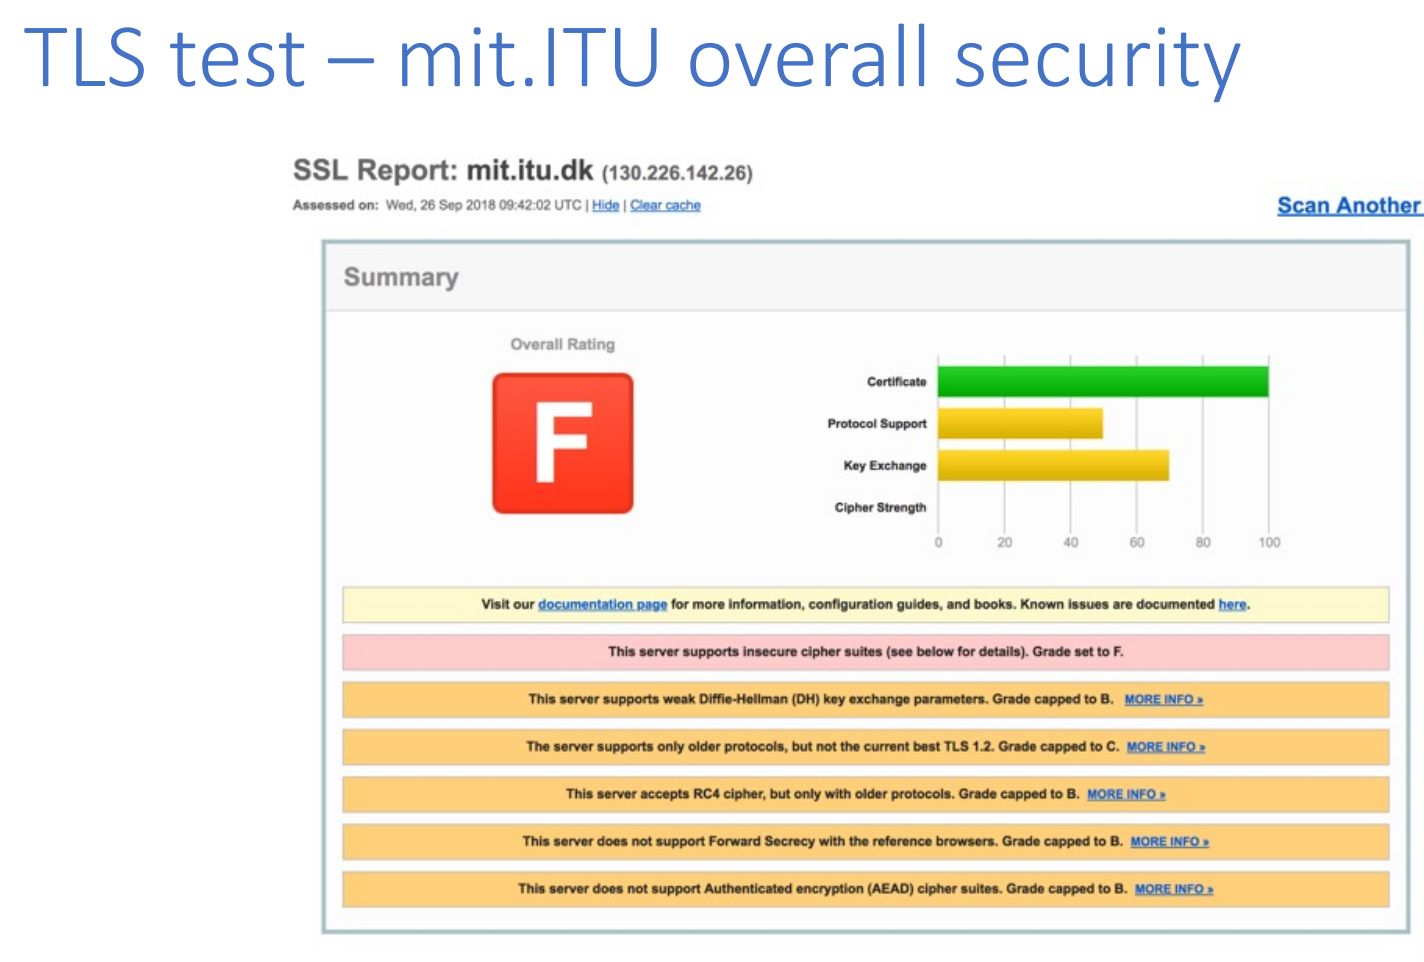 TLS test – mit.ITU overall security
SSL Report: mit.itu.dk (130.226.142.26)
Assessed on: Wed, 26 Sep 2018 09:42:02 UTC | Hide | Clear cache
Scan Another
Summary
Overall Rating
F
Certificate
Protocol Support
Key Exchange
Cipher Strength
0 20 40 60 80 100
Visit our documentation page for more information, configuration guides, and books. Known issues are documented here.
This server supports insecure cipher suites (see below for details). Grade set to F.
This server supports weak Diffie-Hellman (DH) key exchange parameters. Grade capped to B. MORE INFO »
The server supports only older protocols, but not the current best TLS 1.2. Grade capped to C. MORE INFO »
This server accepts RC4 cipher, but only with older protocols. Grade capped to B. MORE INFO »
This server does not support Forward Secrecy with the reference browsers. Grade capped to B. MORE INFO »
This server does not support Authenticated encryption (AEAD) cipher suites. Grade capped to B. MORE INFO »